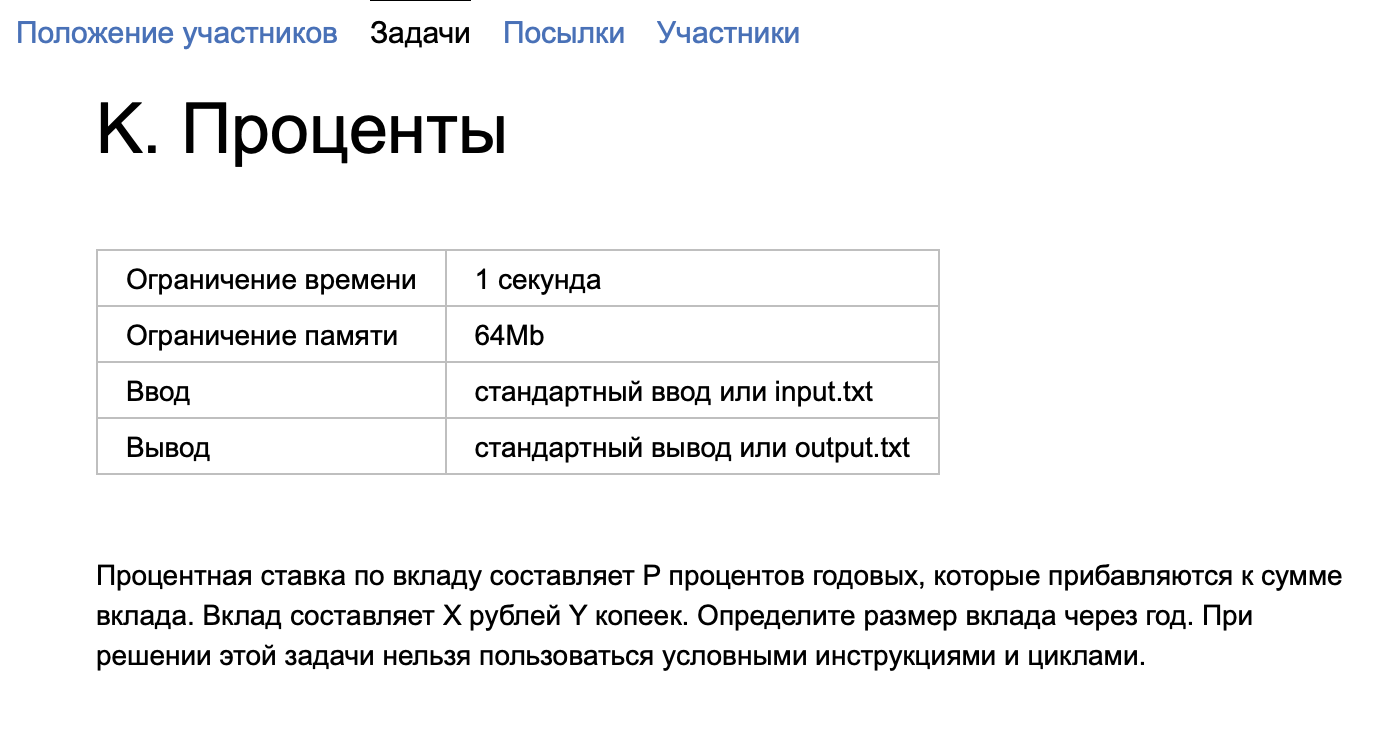 Положение участников Задачи Посылки Участники
K. Проценты
Ограничение времени 1 секунда
Ограничение памяти 64Mb
Ввод стандартный ввод или input.txt
Вывод стандартный вывод или output.txt
Процентная ставка по вкладу составляет P процентов годовых, которые прибавляются к сумме
вклада. Вклад составляет X рублей Y копеек. Определите размер вклада через год. При
решении этой задачи нельзя пользоваться условными инструкциями и циклами.